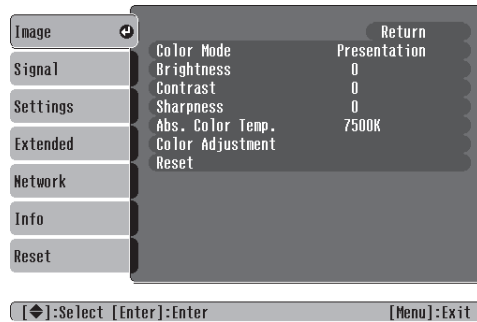 Image
Signal
Settings
Extended
Network
Info
Reset
Return
Color Mode Presentation
Brightness 0
Contrast 0
Sharpness 0
Abs. Color Temp. 7500K
Color Adjustment
Reset
[◆]:Select [Enter]:Enter [Menu]:Exit